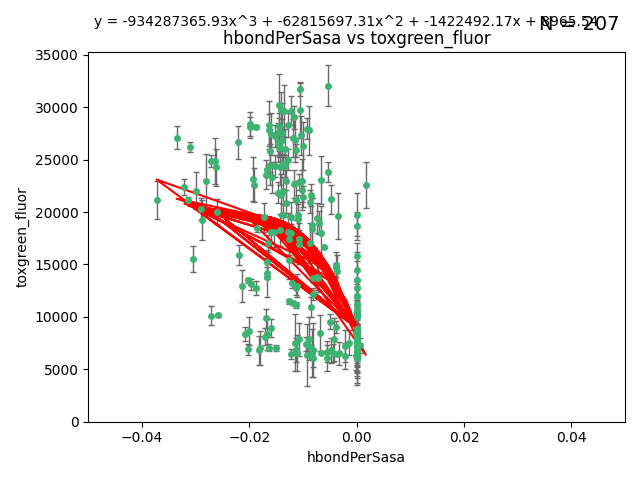 y = -934287365.93x^3 + -62815697.31x^2 + -1422492.17x + 8965.54
N = 207
hbondPerSasa vs toxgreen_fluor
toxgreen_fluor
35000
30000
25000
20000
15000
10000
5000
0
-0.04 -0.02 0.00 0.02 0.04
hbondPerSasa